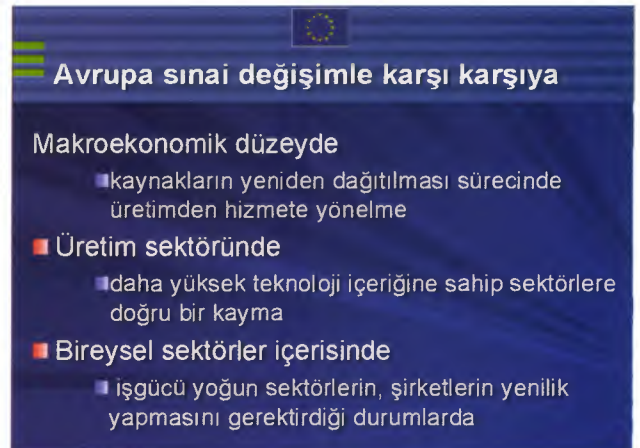 Avrupa sınai değişimle karşı karşıya
Makroekonomik düzeyde
kaynakların yeniden dağıtılması sürecinde
üretimden hizmete yönelme
Üretim sektöründe
daha yüksek teknoloji içeriğine sahip sektörlere
doğru bir kayma
Bireysel sektörler içerisinde
işgücü yoğun sektörlerin, şirketlerin yenilik
yapmasını gerektirdiği durumlarda